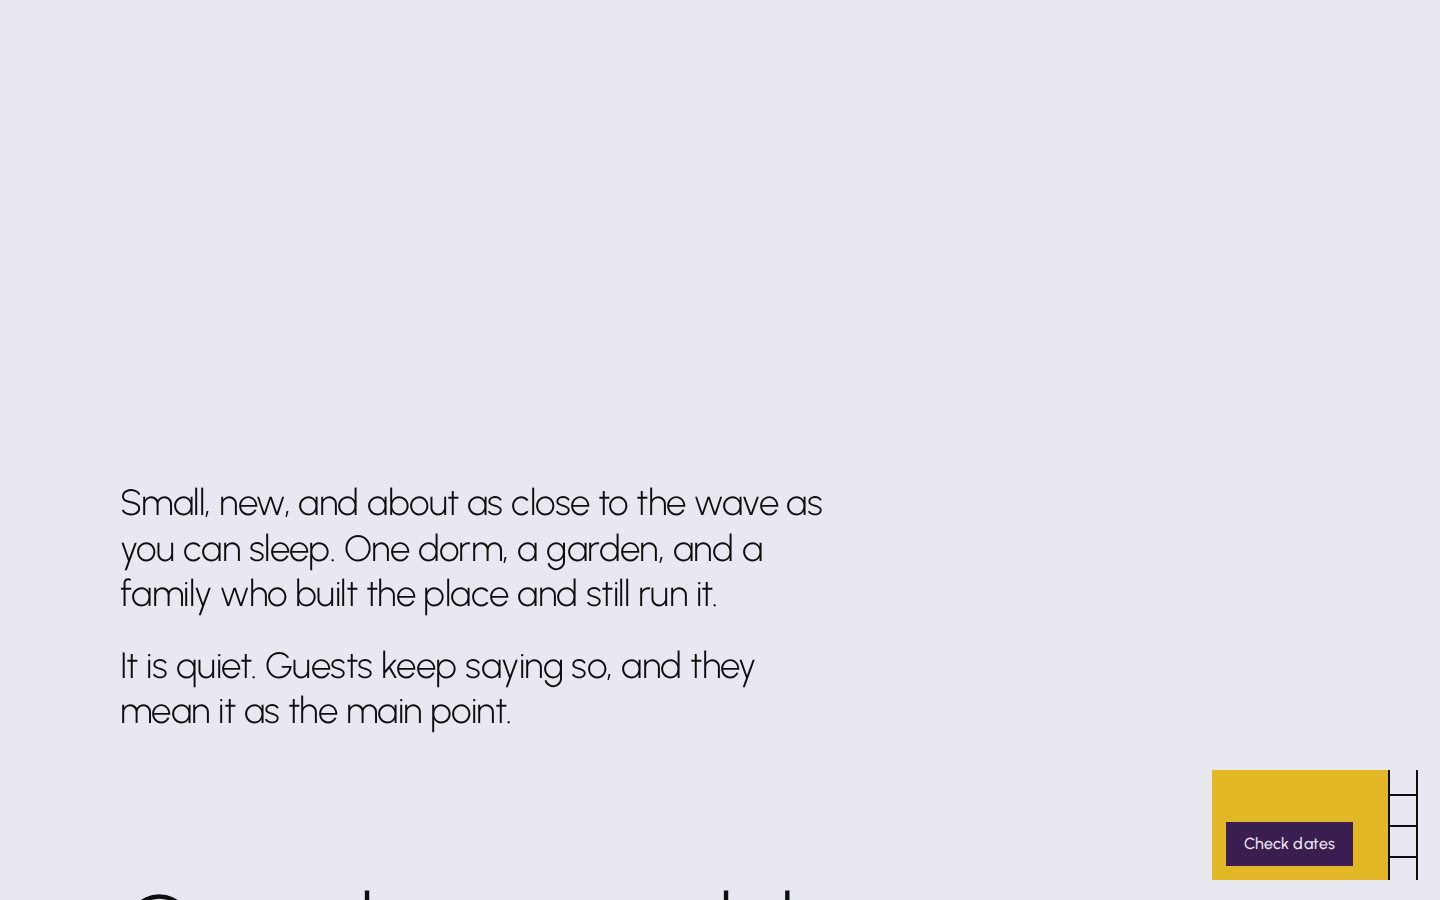 Small, new, and about as close to the wave as
you can sleep. One dorm, a garden, and a
family who built the place and still run it.
It is quiet. Guests keep saying so, and they
mean it as the main point.
Check dates